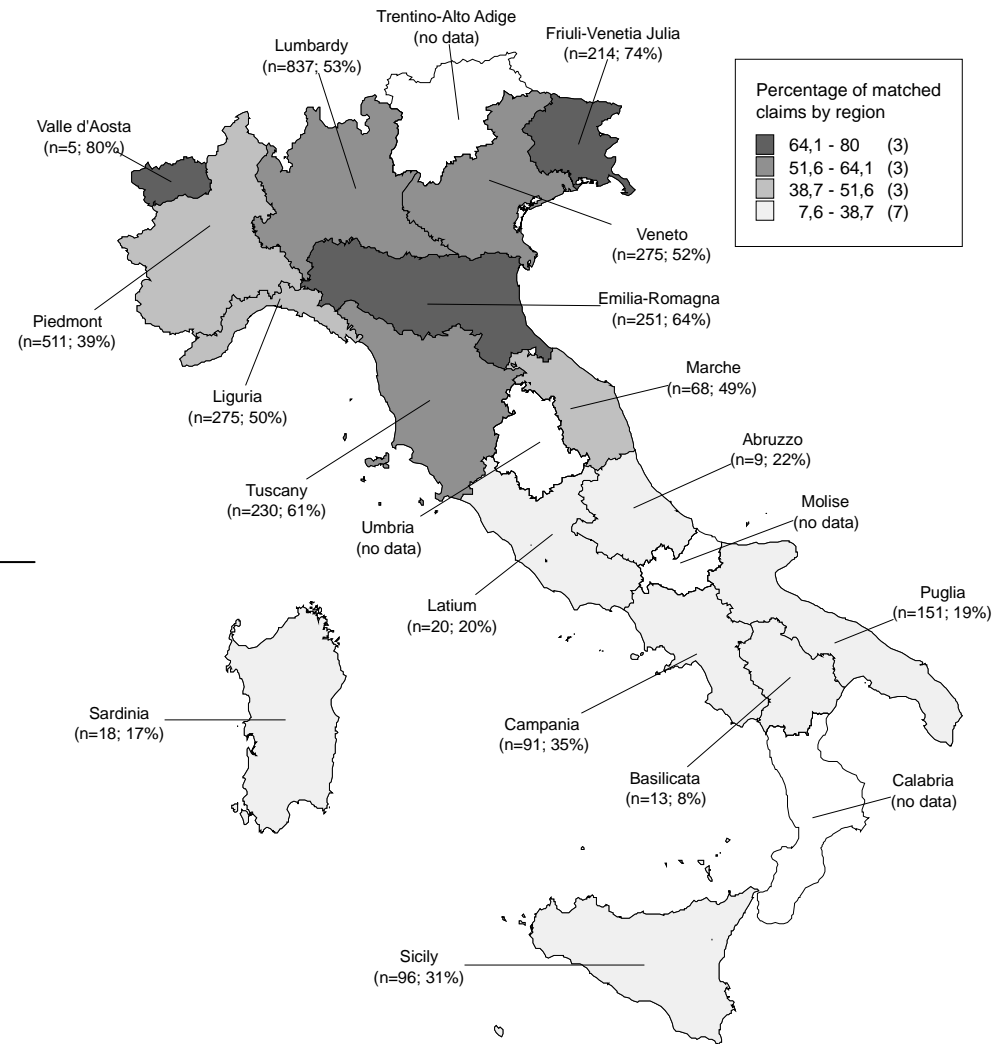 Trentino-Alto Adige
(no data)
Friuli-Venetia Julia
(n=214; 74%)
Lumbardy
(n=837; 53%)
Percentage of matched
claims by region
64,1 - 80 (3)
51,6 - 64,1 (3)
38,7 - 51,6 (3)
7,6 - 38,7 (7)
Valle d'Aosta
(n=5; 80%)
Veneto
(n=275; 52%)
Emilia-Romagna
(n=251; 64%)
Piedmont
(n=511; 39%)
Marche
(n=68; 49%)
Liguria
(n=275; 50%)
Abruzzo
(n=9; 22%)
Tuscany
(n=230; 61%)
Molise
(no data)
Umbria
(no data)
Puglia
(n=151; 19%)
Latium
(n=20; 20%)
Sardinia
(n=18; 17%)
Campania
(n=91; 35%)
Basilicata
(n=13; 8%)
Calabria
(no data)
Sicily
(n=96; 31%)